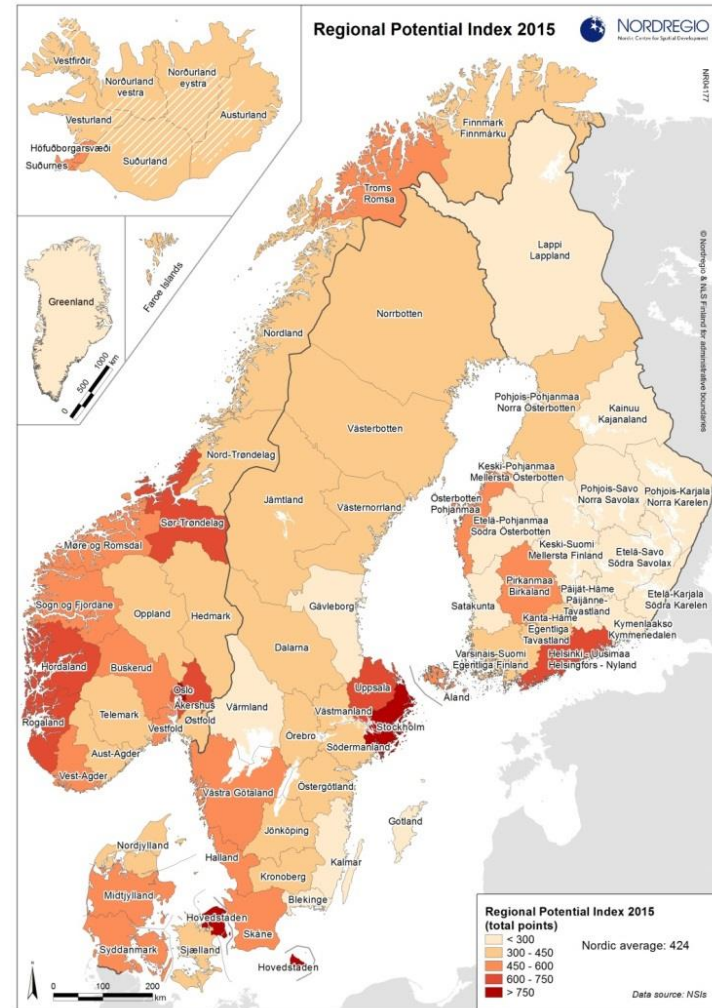 Regional Potential Index 2015
NORDREGIO
Nordic Centre for Spatial Development
NR04177
© Nordregio & NLS Finland for administrative boundaries
Vestfirðir
Norðurland
vestra
Norðurland
eystra
Austurland
Vesturland
Höfuðborgarsvæði
Suðurnes
Suðurland
Greenland
0 500 1000
km
Faroe Islands
Finnmark
Finnmárku
Troms
Romsa
Lappi
Lappland
Nordland
Norrbotten
Västerbotten
Pohjois-Pohjanmaa
Norra Österbotten
Kainuu
Kajanaland
Nord-Trøndelag
Jämtland
Västernorrland
Keski-Pohjanmaa
Mellersta Österbotten
Österbotten
Pohjanmaa
Pohjois-Savo
Norra Savolax
Pohjois-Karjala
Norra Karelen
Sør-Trøndelag
Møre og Romsdal
Etelä-Pohjanmaa
Södra Österbotten
Keski-Suomi
Mellersta Finland
Etelä-Savo
Södra Savolax
Sogn og Fjordane
Oppland
Hedmark
Gävleborg
Pirkanmaa
Birkaland
Satakunta
Päijät-Häme
Päijänne-
Tavastland
Etelä-Karjala
Södra Karelen
Kanta-Häme
Egentliga
Tavastland
Kymenlaakso
Kymmenedalen
Hordaland
Buskerud
Dalarna
Varsinais-Suomi
Egentliga Finland
Helsinki - Uusimaa
Helsingfors - Nyland
Åland
Oslo
Akershus
Østfold
Värmland
Uppsala
Västmanland
Stockholm
Rogaland
Telemark
Vestfold
Aust-Agder
Vest-Agder
Örebro
Södermanland
Östergötland
Västra Götaland
Jönköping
Gotland
Nordjylland
Halland
Kronoberg
Kalmar
Blekinge
Midtjylland
Hovedstaden
Skåne
Syddanmark
Sjælland
Hovedstaden
N
0 100 200
km
Regional Potential Index 2015
(total points)
< 300
300 - 450
450 - 600
600 - 750
> 750
Nordic average: 424
Data source: NSIs